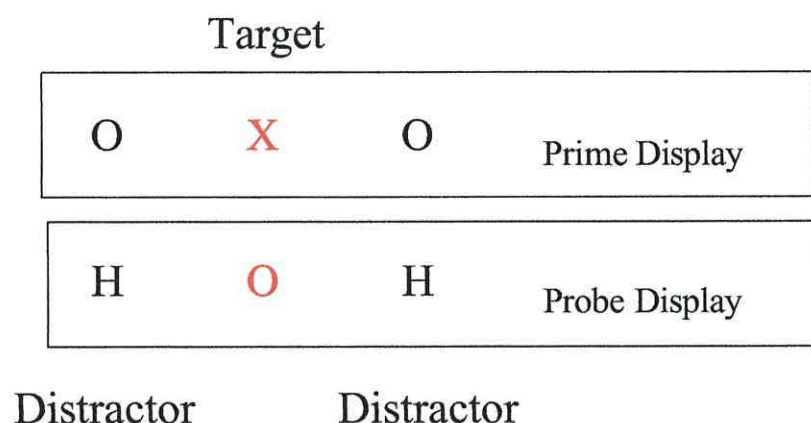 Target
O X O Prime Display
H O H Probe Display
Distractor Distractor